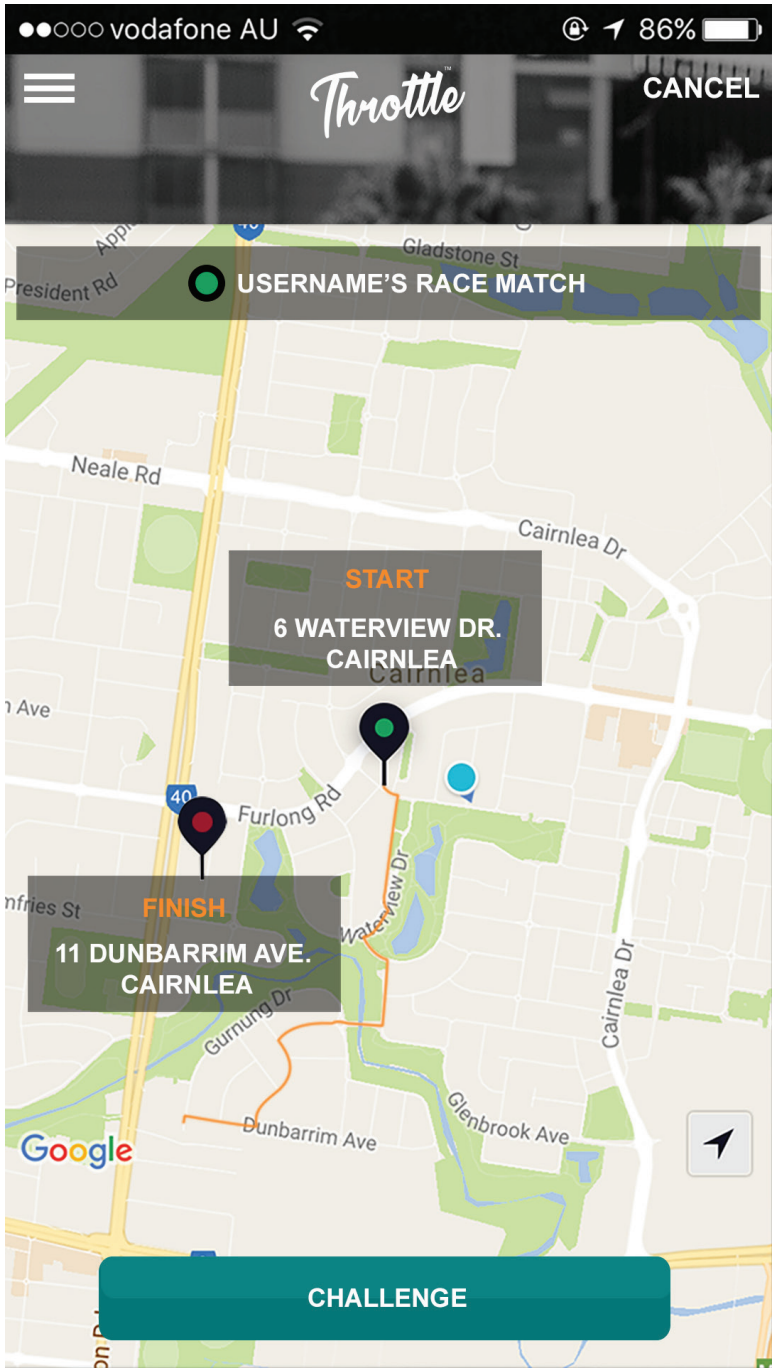 vodafone AU
86%
Throttle
TM
CANCEL
40
Gladstone St
President Rd
USERNAME'S RACE MATCH
Neale Rd
Cairnlea Dr
START
6 WATERVIEW DR.
CAIRNLEA
Cairnlea
Ave
40
Furlong Rd
Waterview Dr
mfries St
FINISH
11 DUNBARRIM AVE.
CAIRNLEA
Gurnung Dr
Cairnlea Dr
Glenbrook Ave
Dunbarrim Ave
Google
CHALLENGE